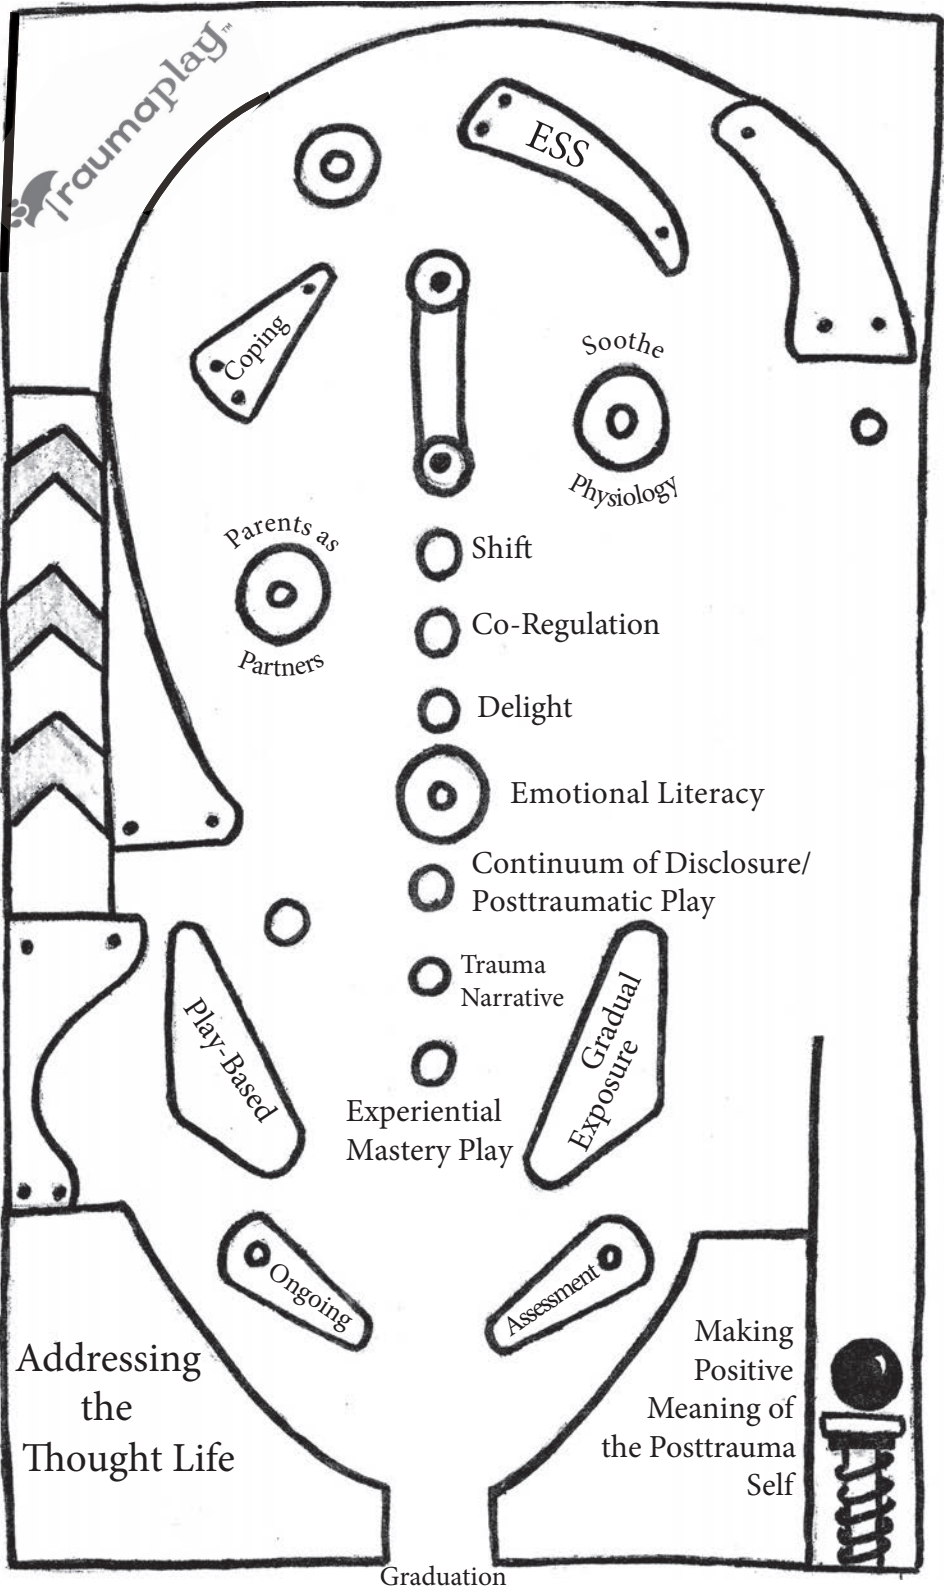 Traumaplay™
ESS
Coping
Soothe
Physiology
Parents as
Partners
Shift
Co-Regulation
Delight
Emotional Literacy
Continuum of Disclosure/
Posttraumatic Play
Trauma
Narrative
Play-Based
Gradual
Exposure
Experiential
Mastery Play
Ongoing
Assessment
Addressing
the
Thought Life
Making
Positive
Meaning of
the Posttrauma
Self
Graduation